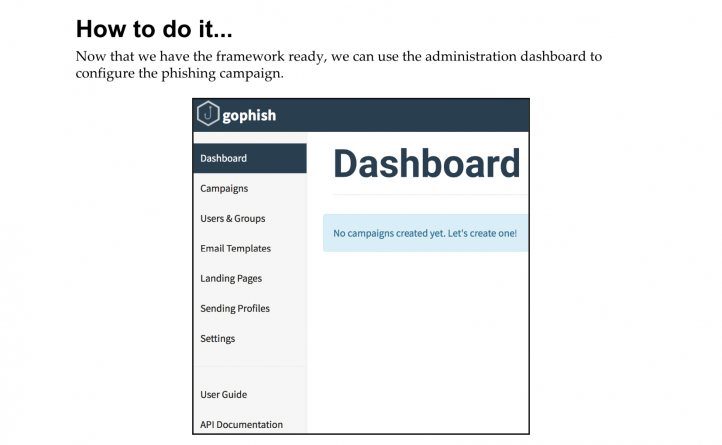 How to do it...
Now that we have the framework ready, we can use the administration dashboard to
configure the phishing campaign.
gophish
Dashboard
Campaigns
Users & Groups
Email Templates
Landing Pages
Sending Profiles
Settings
User Guide
API Documentation
Dashboard
No campaigns created yet. Let's create one!